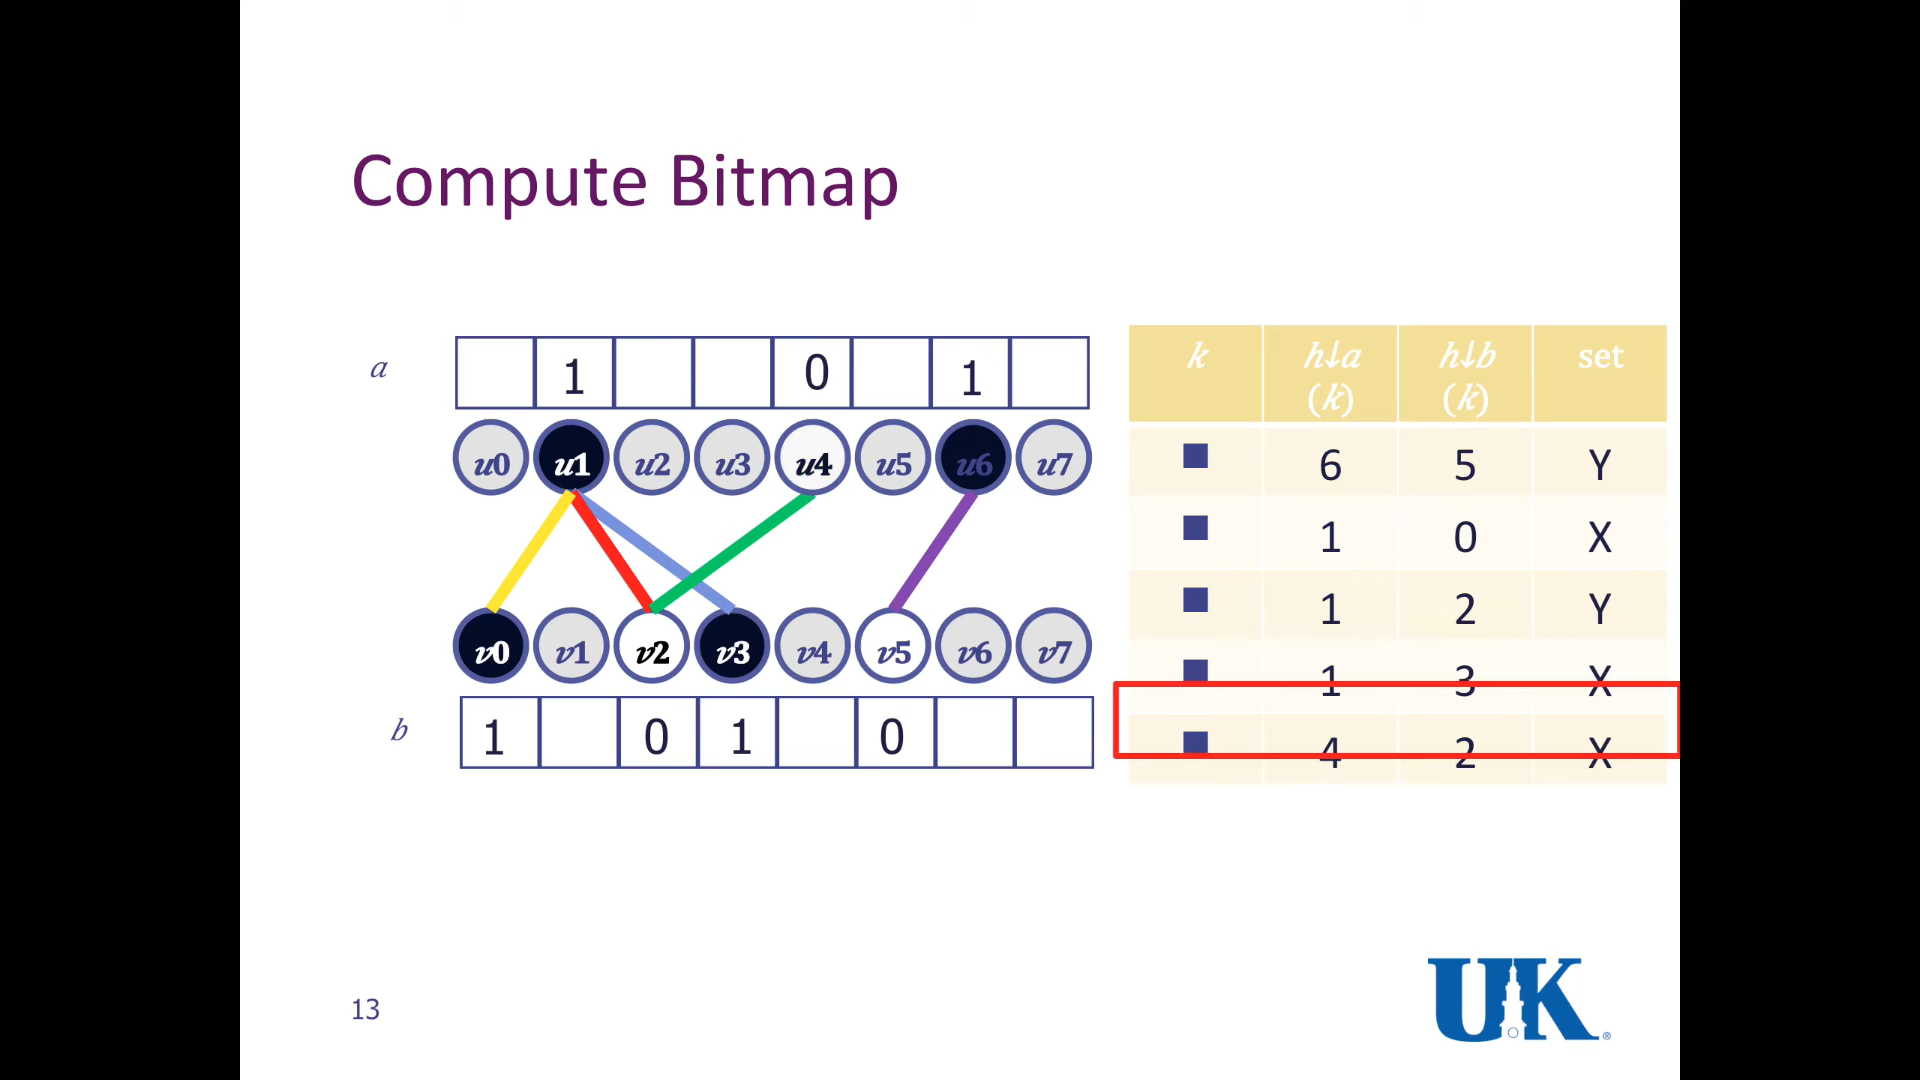 Compute Bitmap
a
1 0 1
u0 u1 u2 u3 u4 u5 u6 u7
v0 v1 v2 v3 v4 v5 v6 v7
b
1 0 1 0
k h↓a (k) h↓b (k) set
6 5 Y
1 0 X
1 2 Y
1 3 X
4 2 X
13
UK®